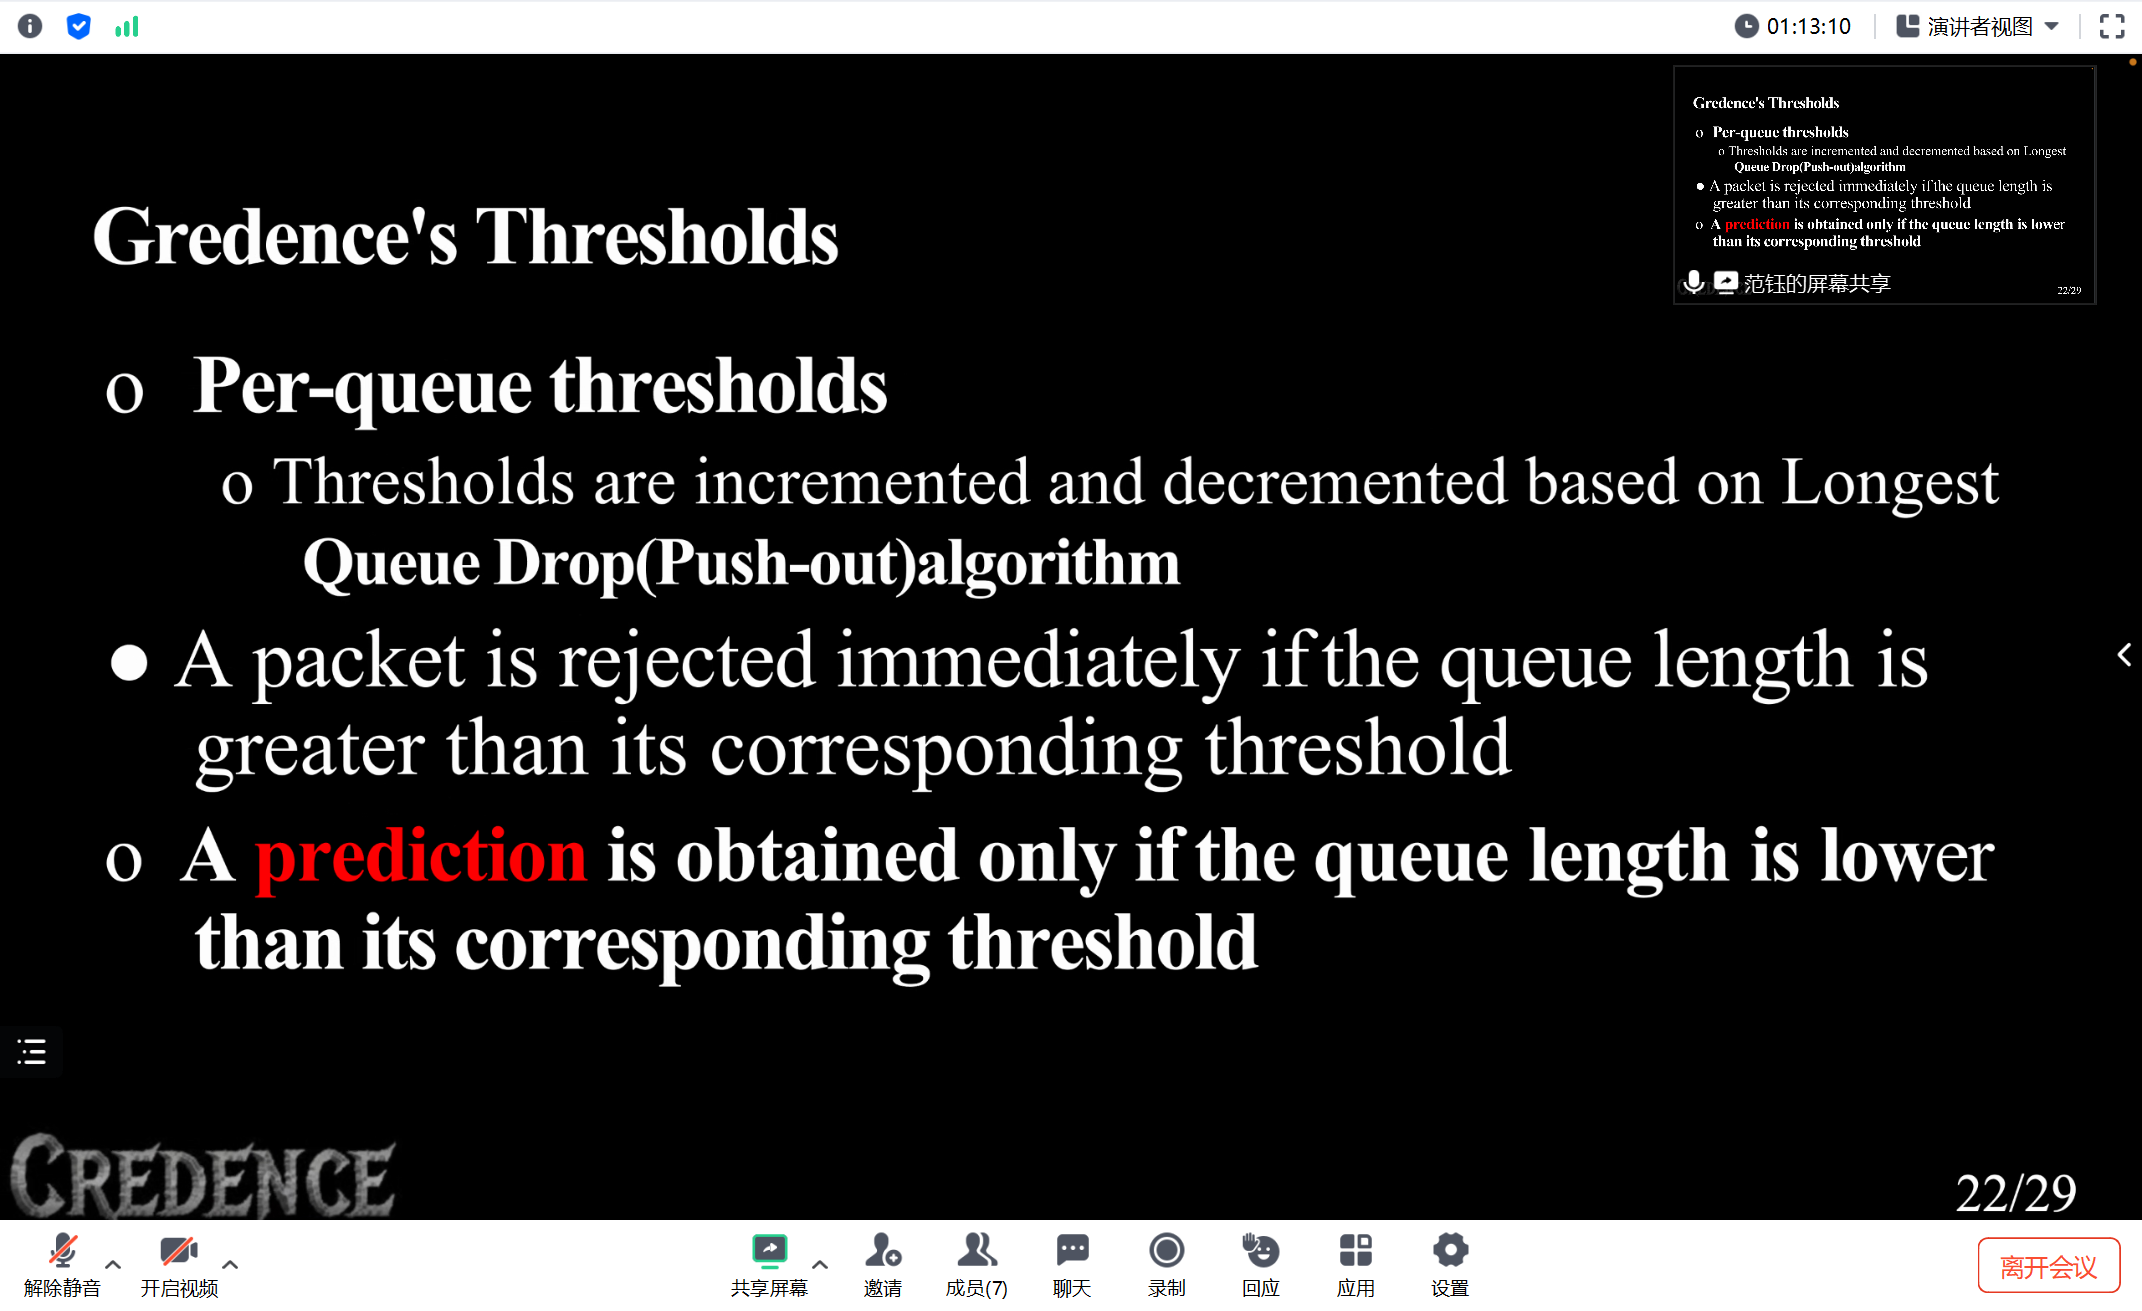 01:13:10 演讲者视图
Gredence's Thresholds
o Per-queue thresholds
o Thresholds are incremented and decremented based on Longest
Queue Drop(Push-out)algorithm
● A packet is rejected immediately if the queue length is
greater than its corresponding threshold
o A prediction is obtained only if the queue length is lower
than its corresponding threshold
CREDENCE
22/29
Gredence's Thresholds
o Per-queue thresholds
o Thresholds are incremented and decremented based on Longest
Queue Drop(Push-out)algorithm
● A packet is rejected immediately if the queue length is
greater than its corresponding threshold
o A prediction is obtained only if the queue length is lower
than its corresponding threshold
范钰的屏幕共享
22/29
解除静音 开启视频 共享屏幕 邀请 成员(7) 聊天 录制 回应 应用 设置 离开会议